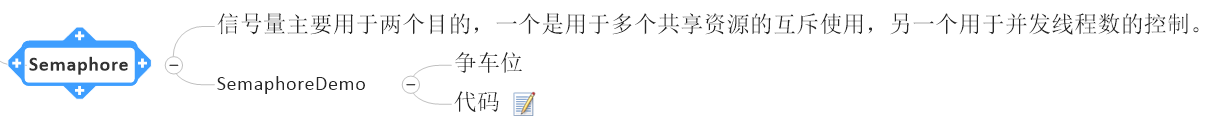 信号量主要用于两个目的，一个是用于多个共享资源的互斥使用，另一个用于并发线程数的控制。
Semaphore
SemaphoreDemo
争车位
代码